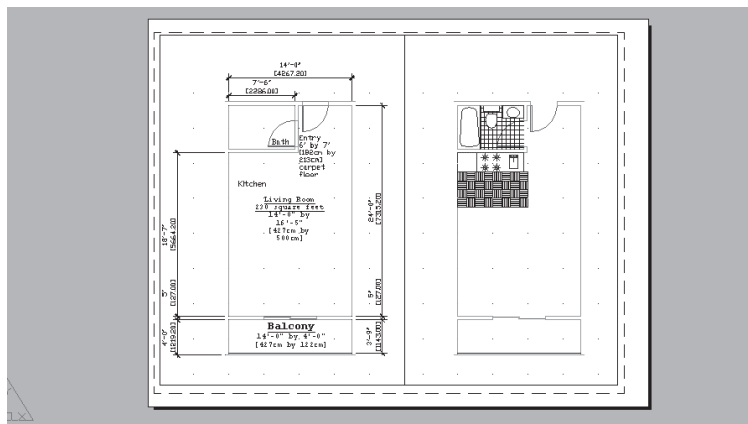 14'-0"
[4267.20]
7'-6"
[2286.00]
Bath
Entry
6' by 7'
[182cm by
213cm]
carpet
floor
Kitchen
Living Room
230 square feet
14'-0" by
16'-5"
[427cm by
500cm]
18'-7"
[5664.20]
24'-0"
[7315.20]
5"
[127.00]
5"
[127.00]
Balcony
14'-0" by 4'-0"
[427cm by 122cm]
4'-0"
[1219.20]
3'-9"
[1143.00]
X